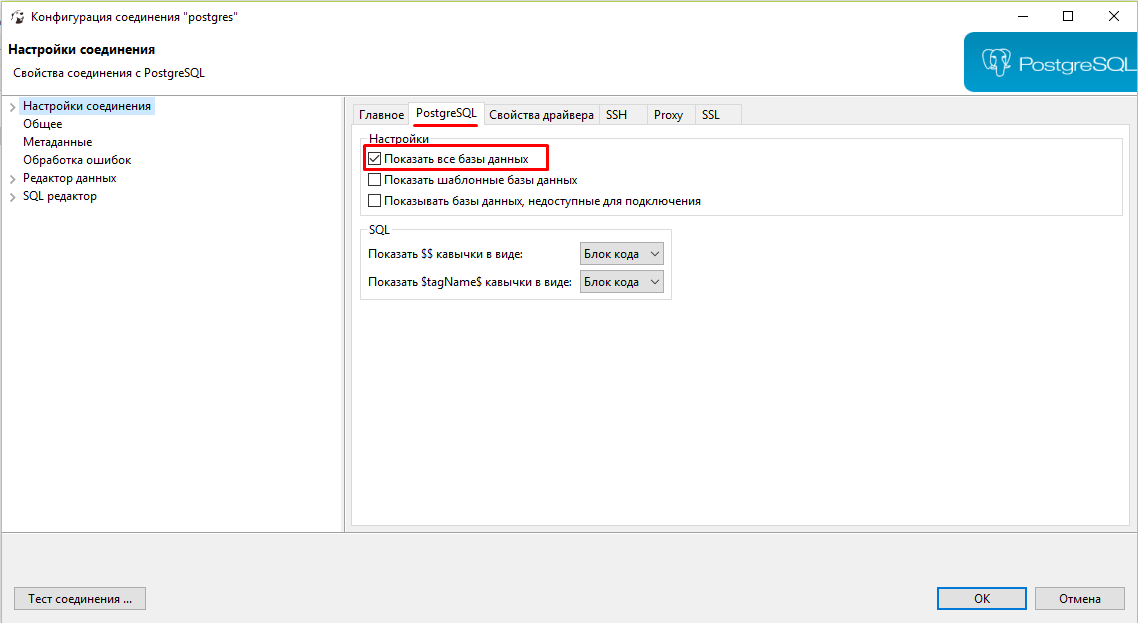 Конфигурация соединения "postgres"
Настройки соединения
Свойства соединения с PostgreSQL
PostgreSQL
Настройки соединения
Общее
Метаданные
Обработка ошибок
Редактор данных
SQL редактор
Главное PostgreSQL Свойства драйвера SSH Proxy SSL
Настройки
Показать все базы данных
Показать шаблонные базы данных
Показывать базы данных, недоступные для подключения
SQL
Показать $$ кавычки в виде: Блок кода
Показать $tagName$ кавычки в виде: Блок кода
Тест соединения ... OK Отмена